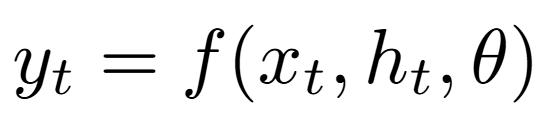 y_t = f(x_t, h_t, θ)